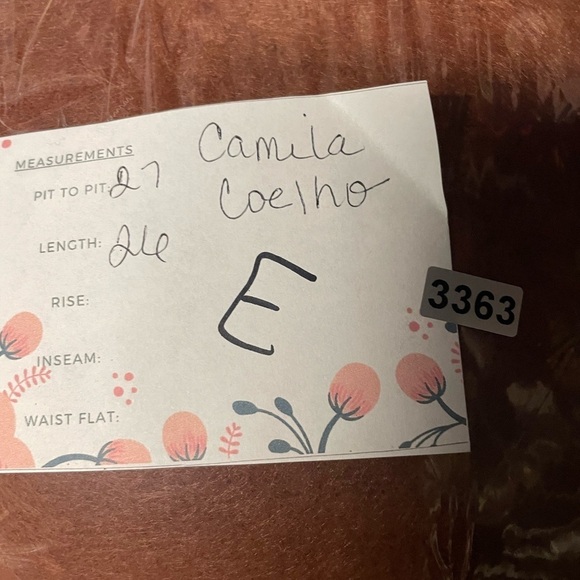 MEASUREMENTS
PIT TO PIT: 27
LENGTH: 26
RISE:
INSEAM:
WAIST FLAT:
Camila
Coelho
E
3363